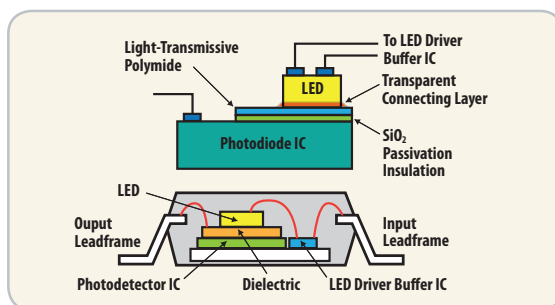 To LED Driver
Buffer IC
Light-Transmissive
Polymide
LED
Transparent
Connecting Layer
Photodiode IC
SiO2
Passivation
Insulation
LED
Ouput
Leadframe
Input
Leadframe
Photodetector IC
Dielectric
LED Driver Buffer IC